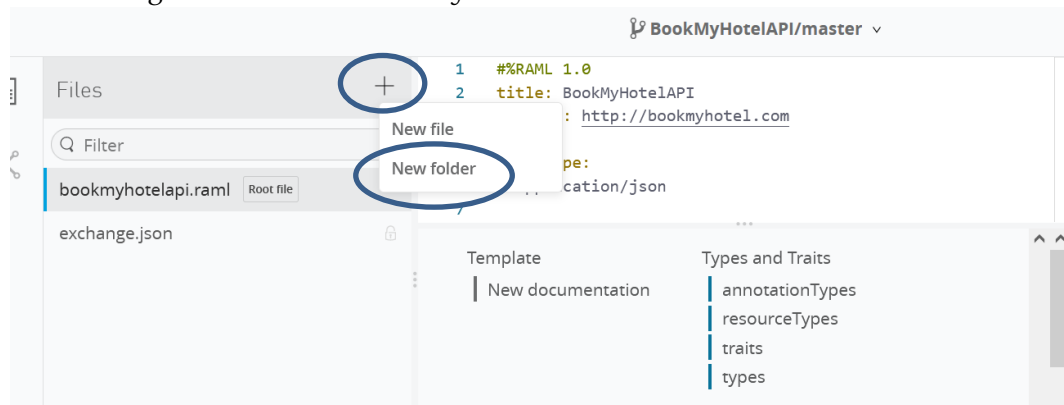 BookMyHotelAPI/master
Files
+
New file
New folder
Filter
bookmyhotelapi.raml Root file
exchange.json
1 #%RAML 1.0
2 title: BookMyHotelAPI
: http://bookmyhotel.com
pe:
cation/json
7
Template
New documentation
Types and Traits
annotationTypes
resourceTypes
traits
types